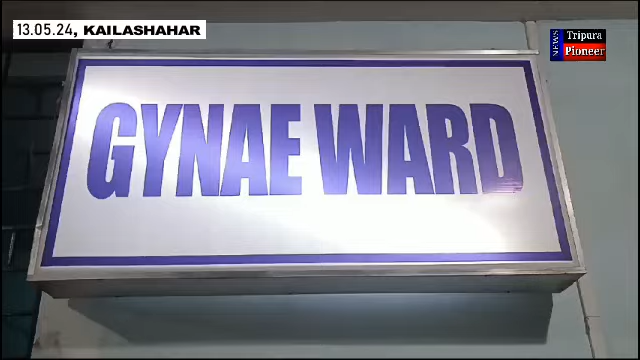 13.05.24, KAILASHAHAR
NEWS
Tripura
Pioneer
GYNAE WARD